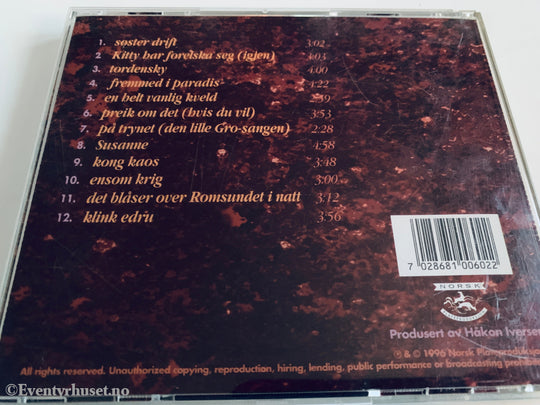 1. søster drift 3:02
2 Kitty har forelska seg (igjen) 4:03
3. tordensky 4:00
4. fremmed i paradis 4:22
5. en helt vanlig kveld 2:59
6. preik om det (hvis du vil) 3:53
7. på trynet (den lille Gro-sangen) 2:28
8. Susanne 4:58
9. kong kaos 3:48
10. ensom krig 3:00
11. det blåser over Romsundet i natt 3:12
12. klink edru 3:56
7 028681 006022
NORSK
Produsert av Håkon Iverse
℗ & © 1996 Norsk Plateproduksjo
All rights reserved. Unauthorized copying, reproduction, hiring, lending, public performance or broadcasting prohibi
©Eventyrhuset.no